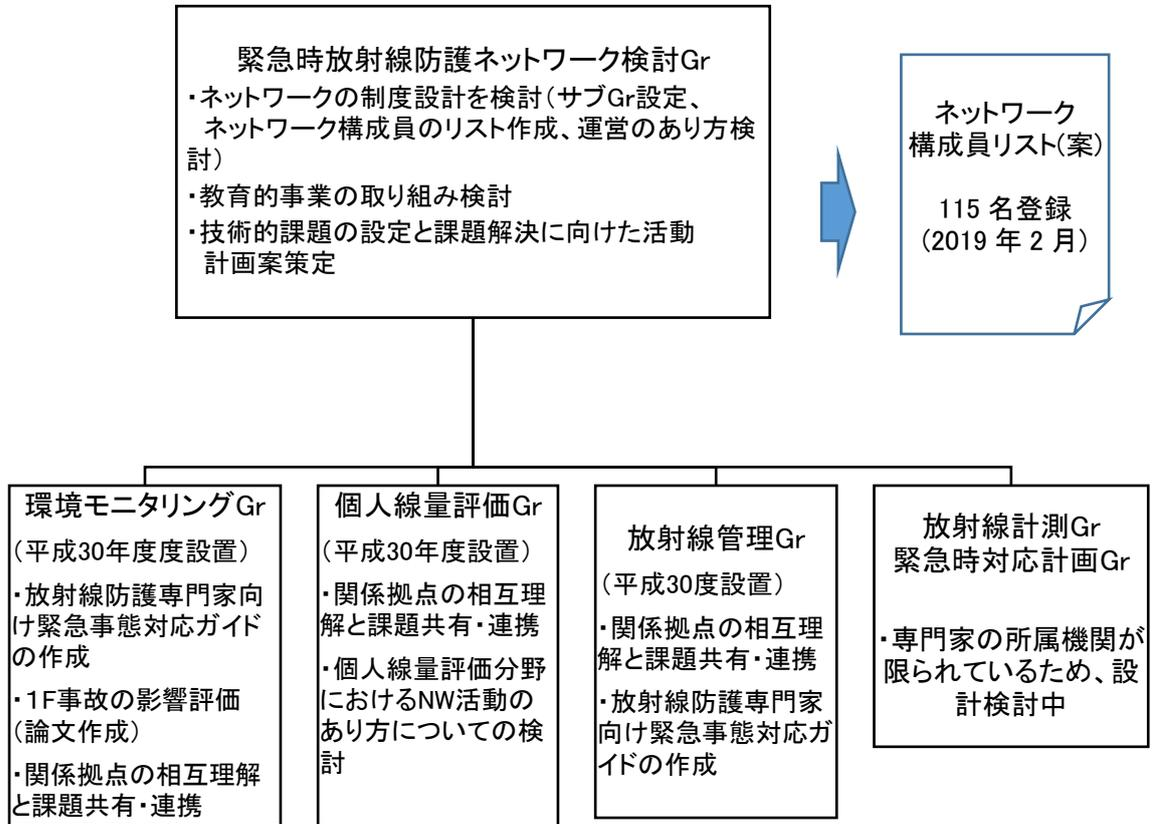 緊急時放射線防護ネットワーク検討Gr
・ネットワークの制度設計を検討(サブGr設定、
ネットワーク構成員のリスト作成、運営のあり方検
討)
・教育的事業の取り組み検討
・技術的課題の設定と課題解決に向けた活動
計画案策定
ネットワーク
構成員リスト(案)
115 名登録
(2019 年 2 月)
環境モニタリングGr
(平成30年度度設置)
・放射線防護専門家向
け緊急事態対応ガイド
の作成
・1F事故の影響評価
(論文作成)
・関係拠点の相互理解
と課題共有・連携
個人線量評価Gr
(平成30年度設置)
・関係拠点の相互理
解と課題共有・連携
・個人線量評価分野
におけるNW活動の
あり方についての検
討
放射線管理Gr
(平成30度設置)
・関係拠点の相互理
解と課題共有・連携
・放射線防護専門家
向け緊急事態対応ガ
イドの作成
放射線計測Gr
緊急時対応計画Gr
・専門家の所属機関が
限られているため、設
計検討中